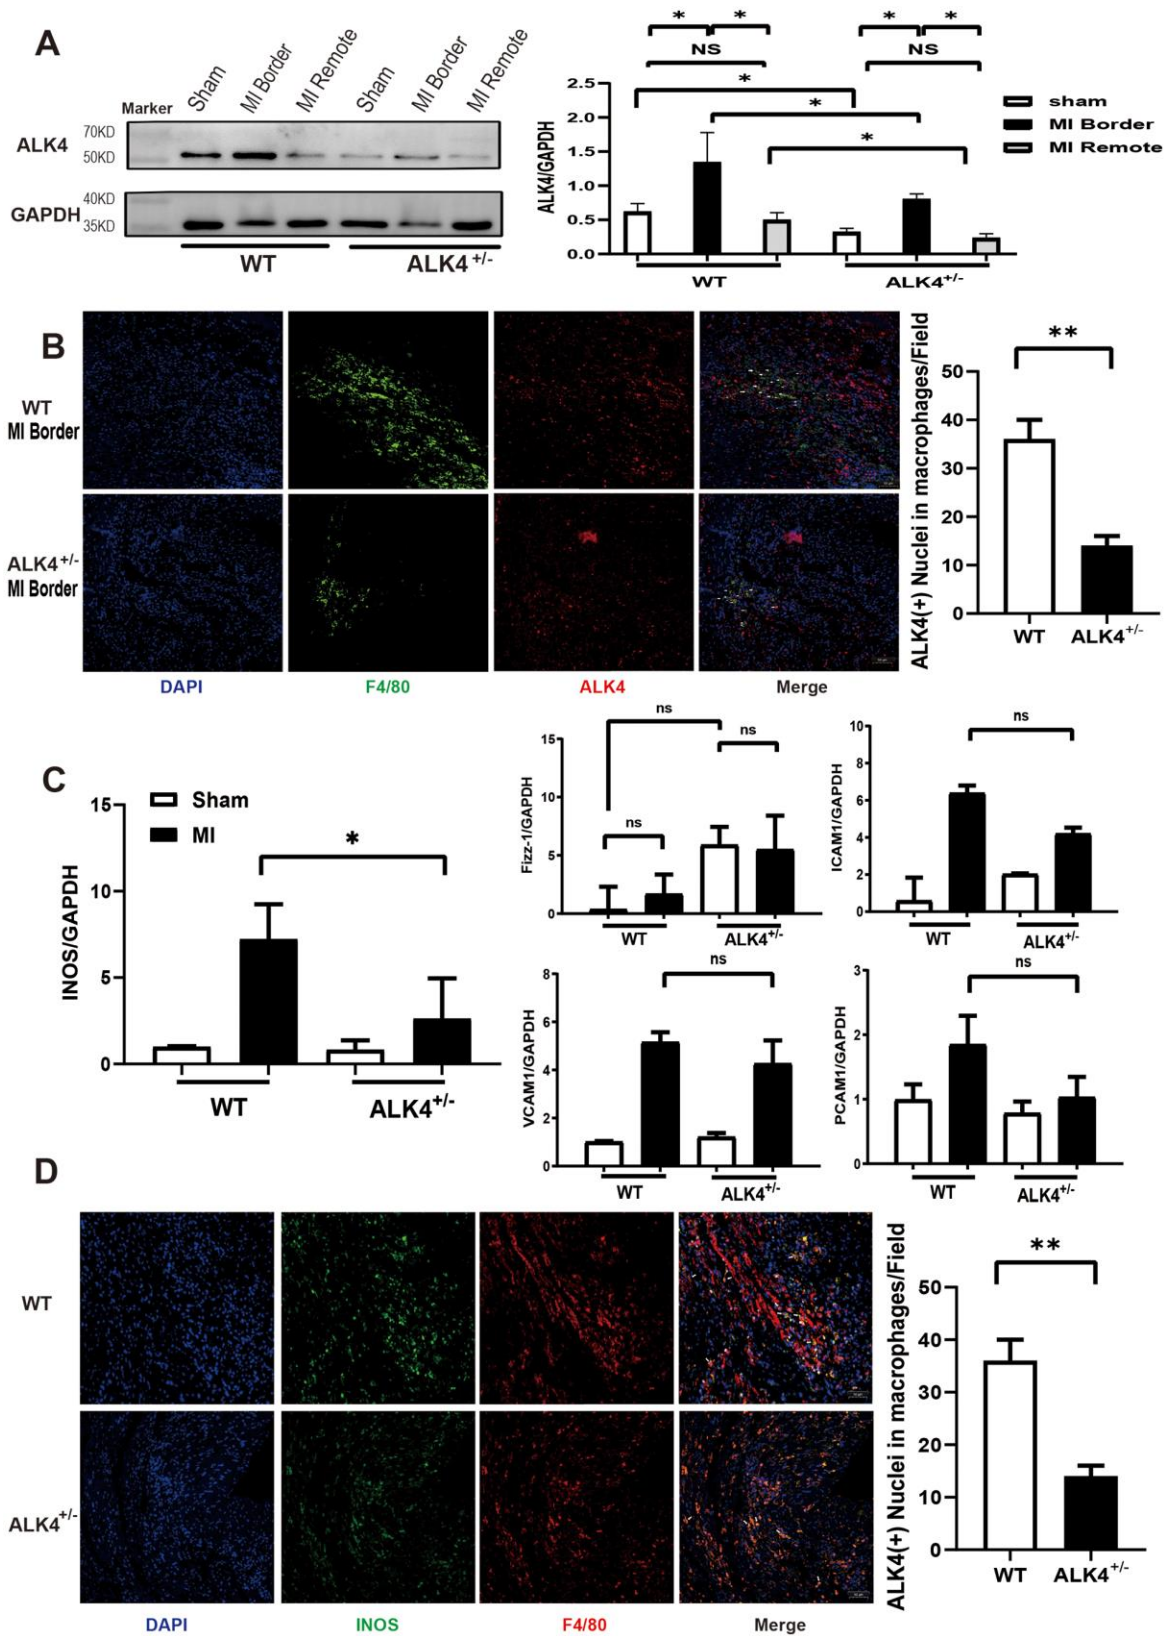 A
Marker
Sham
MI Border
MI Remote
Sham
MI Border
MI Remote
ALK4
70KD
50KD
GAPDH
40KD
35KD
WT
ALK4+/-
* * * *
NS NS
*
*
*
ALK4/GAPDH
2.5
2.0
1.5
1.0
0.5
0.0
WT
ALK4+/-
sham
MI Border
MI Remote
B
WT
MI Border
ALK4+/-
MI Border
DAPI
F4/80
ALK4
Merge
ALK4(+) Nuclei in macrophages/Field
**
50
40
30
20
10
0
WT
ALK4+/-
C
INOS/GAPDH
15
10
5
0
Sham
MI
*
WT
ALK4+/-
Fizz-1/GAPDH
15
10
5
0
ns
ns
ns
WT
ALK4+/-
ICAM1/GAPDH
10
8
6
4
2
0
ns
WT
ALK4+/-
VCAM1/GAPDH
8
6
4
2
0
ns
WT
ALK4+/-
PCAM1/GAPDH
3
2
1
0
ns
WT
ALK4+/-
D
WT
ALK4+/-
DAPI
INOS
F4/80
Merge
ALK4(+) Nuclei in macrophages/Field
**
50
40
30
20
10
0
WT
ALK4+/-